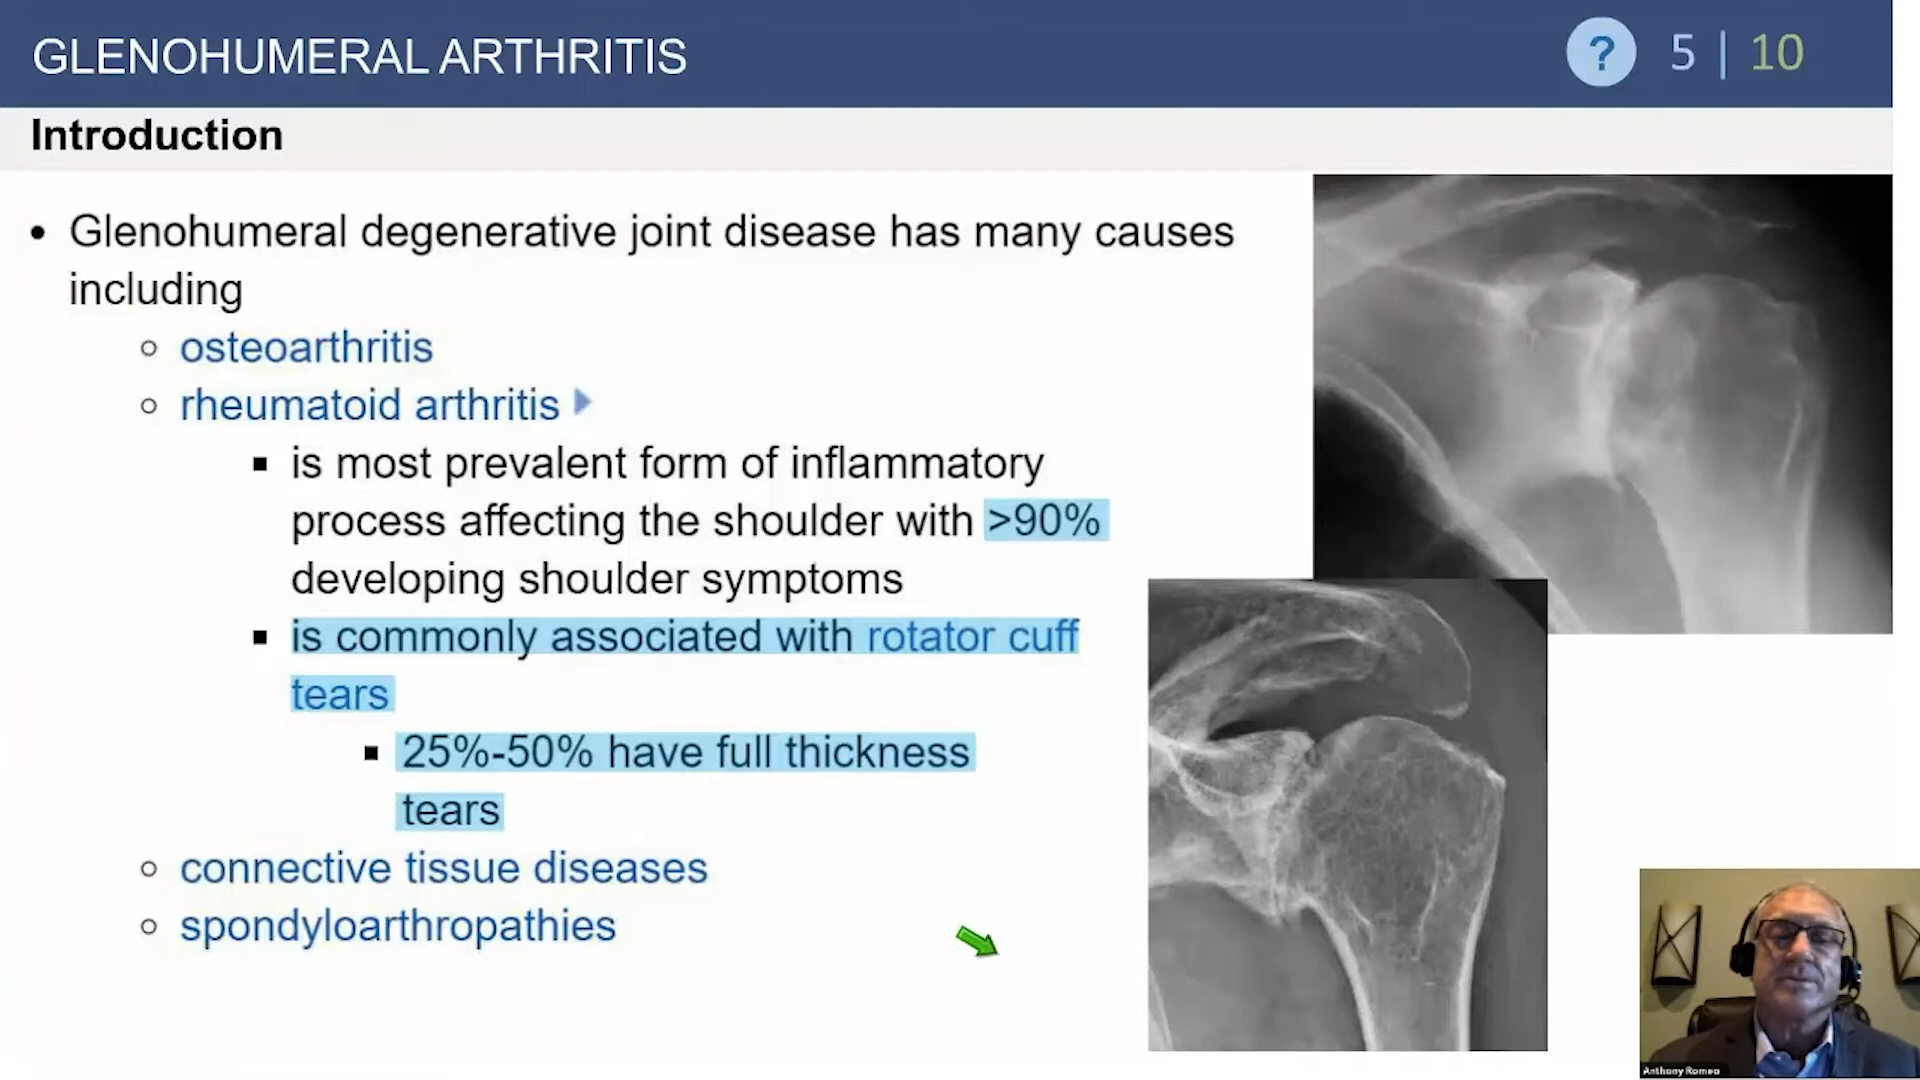 GLENOHUMERAL ARTHRITIS
? 5 | 10
Introduction
• Glenohumeral degenerative joint disease has many causes
including
osteoarthritis
rheumatoid arthritis
is most prevalent form of inflammatory
process affecting the shoulder with >90%
developing shoulder symptoms
is commonly associated with rotator cuff
tears
25%-50% have full thickness
tears
connective tissue diseases
spondyloarthropathies
Anthony Romeo